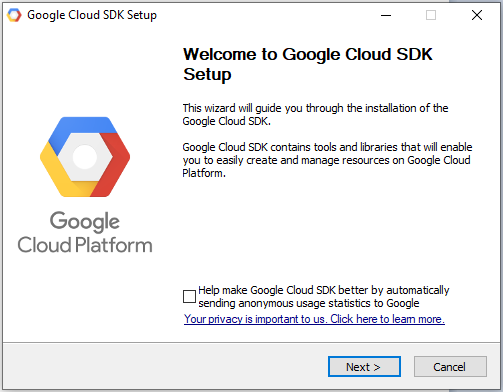 Google Cloud SDK Setup
Welcome to Google Cloud SDK
Setup
This wizard will guide you through the installation of the
Google Cloud SDK.
Google Cloud SDK contains tools and libraries that will enable
you to easily create and manage resources on Google Cloud
Platform.
Google
Cloud Platform
Help make Google Cloud SDK better by automatically
sending anonymous usage statistics to Google
Your privacy is important to us. Click here to learn more.
Next >
Cancel